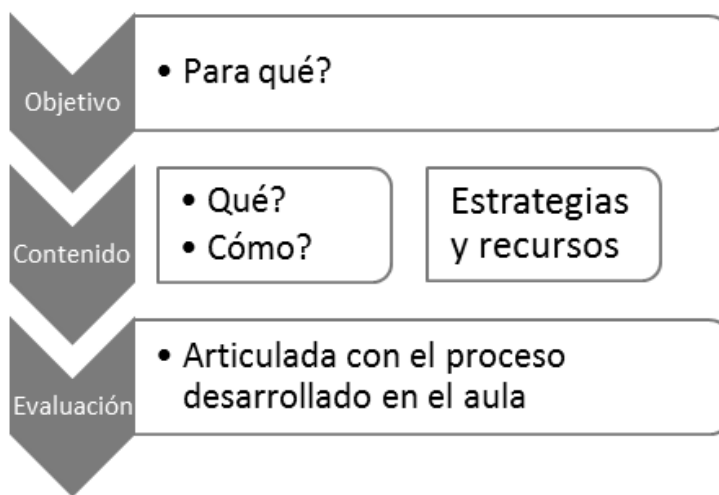 Objetivo
• Para qué?
Contenido
• Qué?
• Cómo?
Estrategias
y recursos
Evaluación
• Articulada con el proceso
desarrollado en el aula